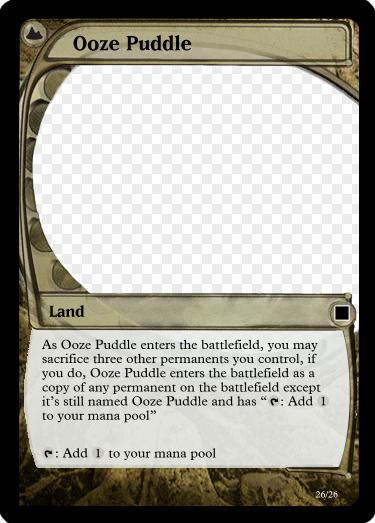 Ooze Puddle
Land
As Ooze Puddle enters the battlefield, you may
sacrifice three other permanents you control, if
you do, Ooze Puddle enters the battlefield as a
copy of any permanent on the battlefield except
it's still named Ooze Puddle and has “ : Add 1
to your mana pool”
: Add 1 to your mana pool
26/26